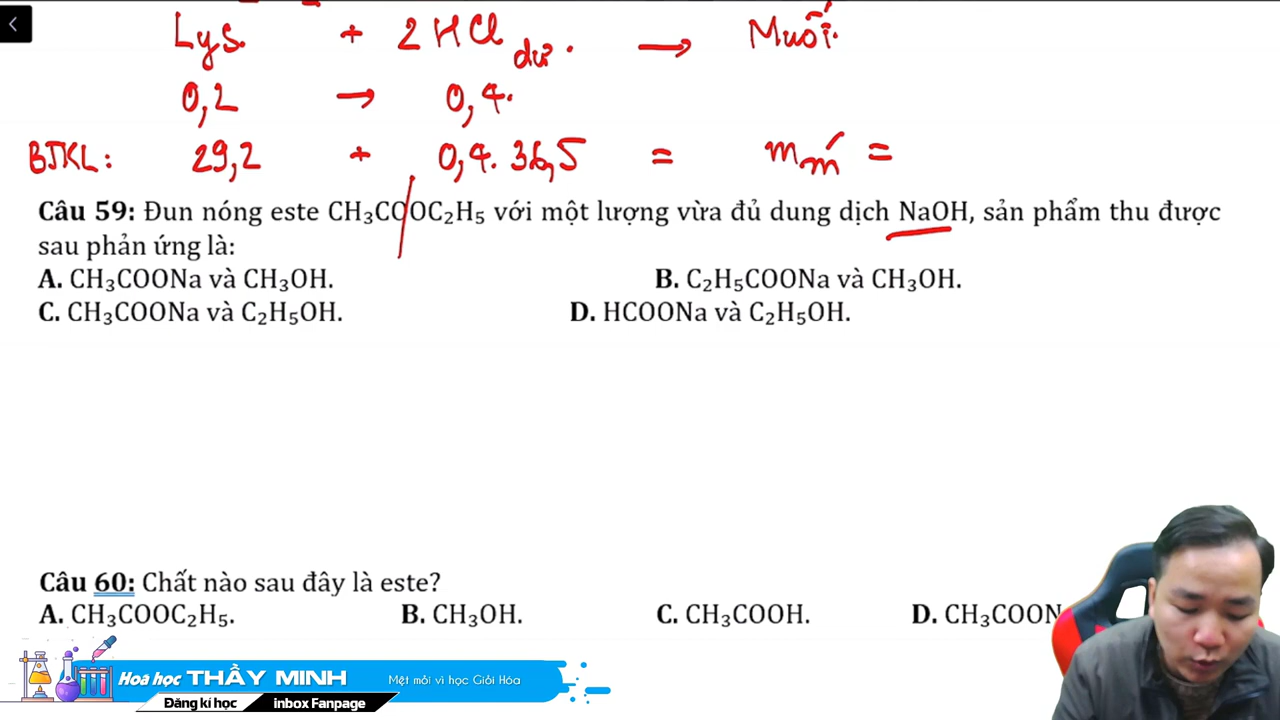 Lys + 2HCl dư. → Muối.
0,2 → 0,4.
BTKL: 29,2 + 0,4. 36,5 = m m' =
Câu 59: Đun nóng este CH₃COOC₂H₅ với một lượng vừa đủ dung dịch NaOH, sản phẩm thu được
sau phản ứng là:
A. CH₃COONa và CH₃OH. B. C₂H₅COONa và CH₃OH.
C. CH₃COONa và C₂H₅OH. D. HCOONa và C₂H₅OH.
Câu 60: Chất nào sau đây là este?
A. CH₃COOC₂H₅. B. CH₃OH. C. CH₃COOH. D. CH₃COON
Hoá học THẦY MINH Mệt mỏi vì học Giỏi Hóa
Đăng kí học inbox Fanpage